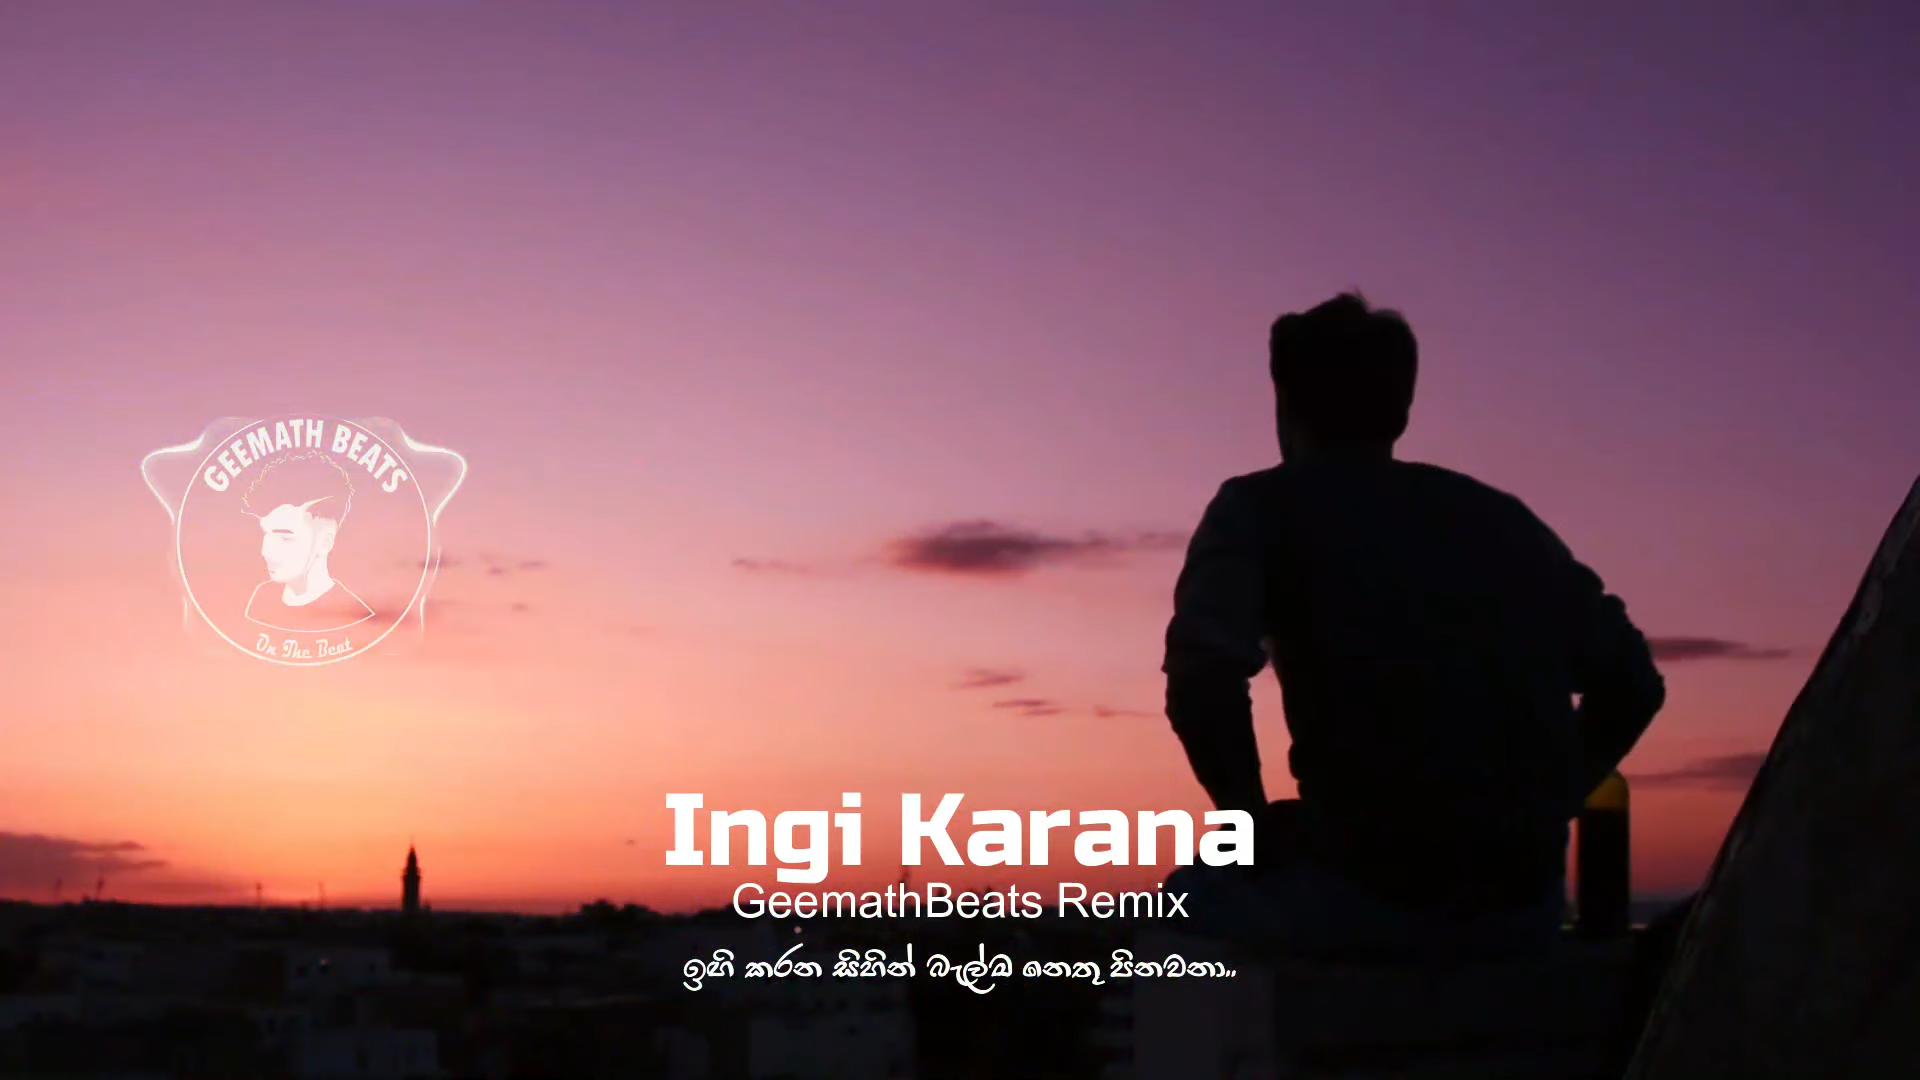 GEEMATH BEATS
On The Beat
Ingi Karana
GeemathBeats Remix
ඉඟි කරන සිහින් බැල්ම නෙතු පිනවනා..